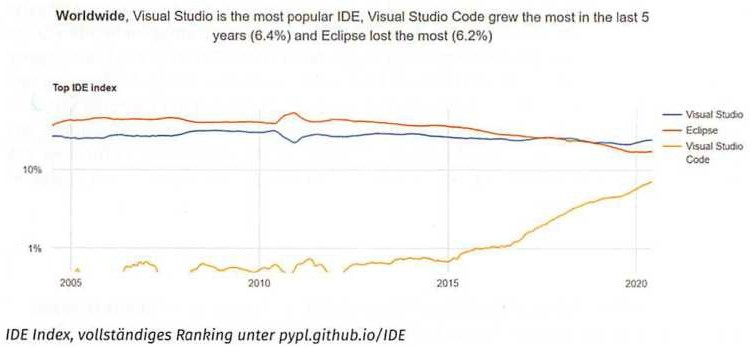 Worldwide, Visual Studio is the most popular IDE, Visual Studio Code grew the most in the last 5
years (6.4%) and Eclipse lost the most (6.2%)
Top IDE index
Visual Studio
Eclipse
Visual Studio
Code
10%
1%
2005
2010
2015
2020
IDE Index, vollständiges Ranking unter pypl.github.io/IDE